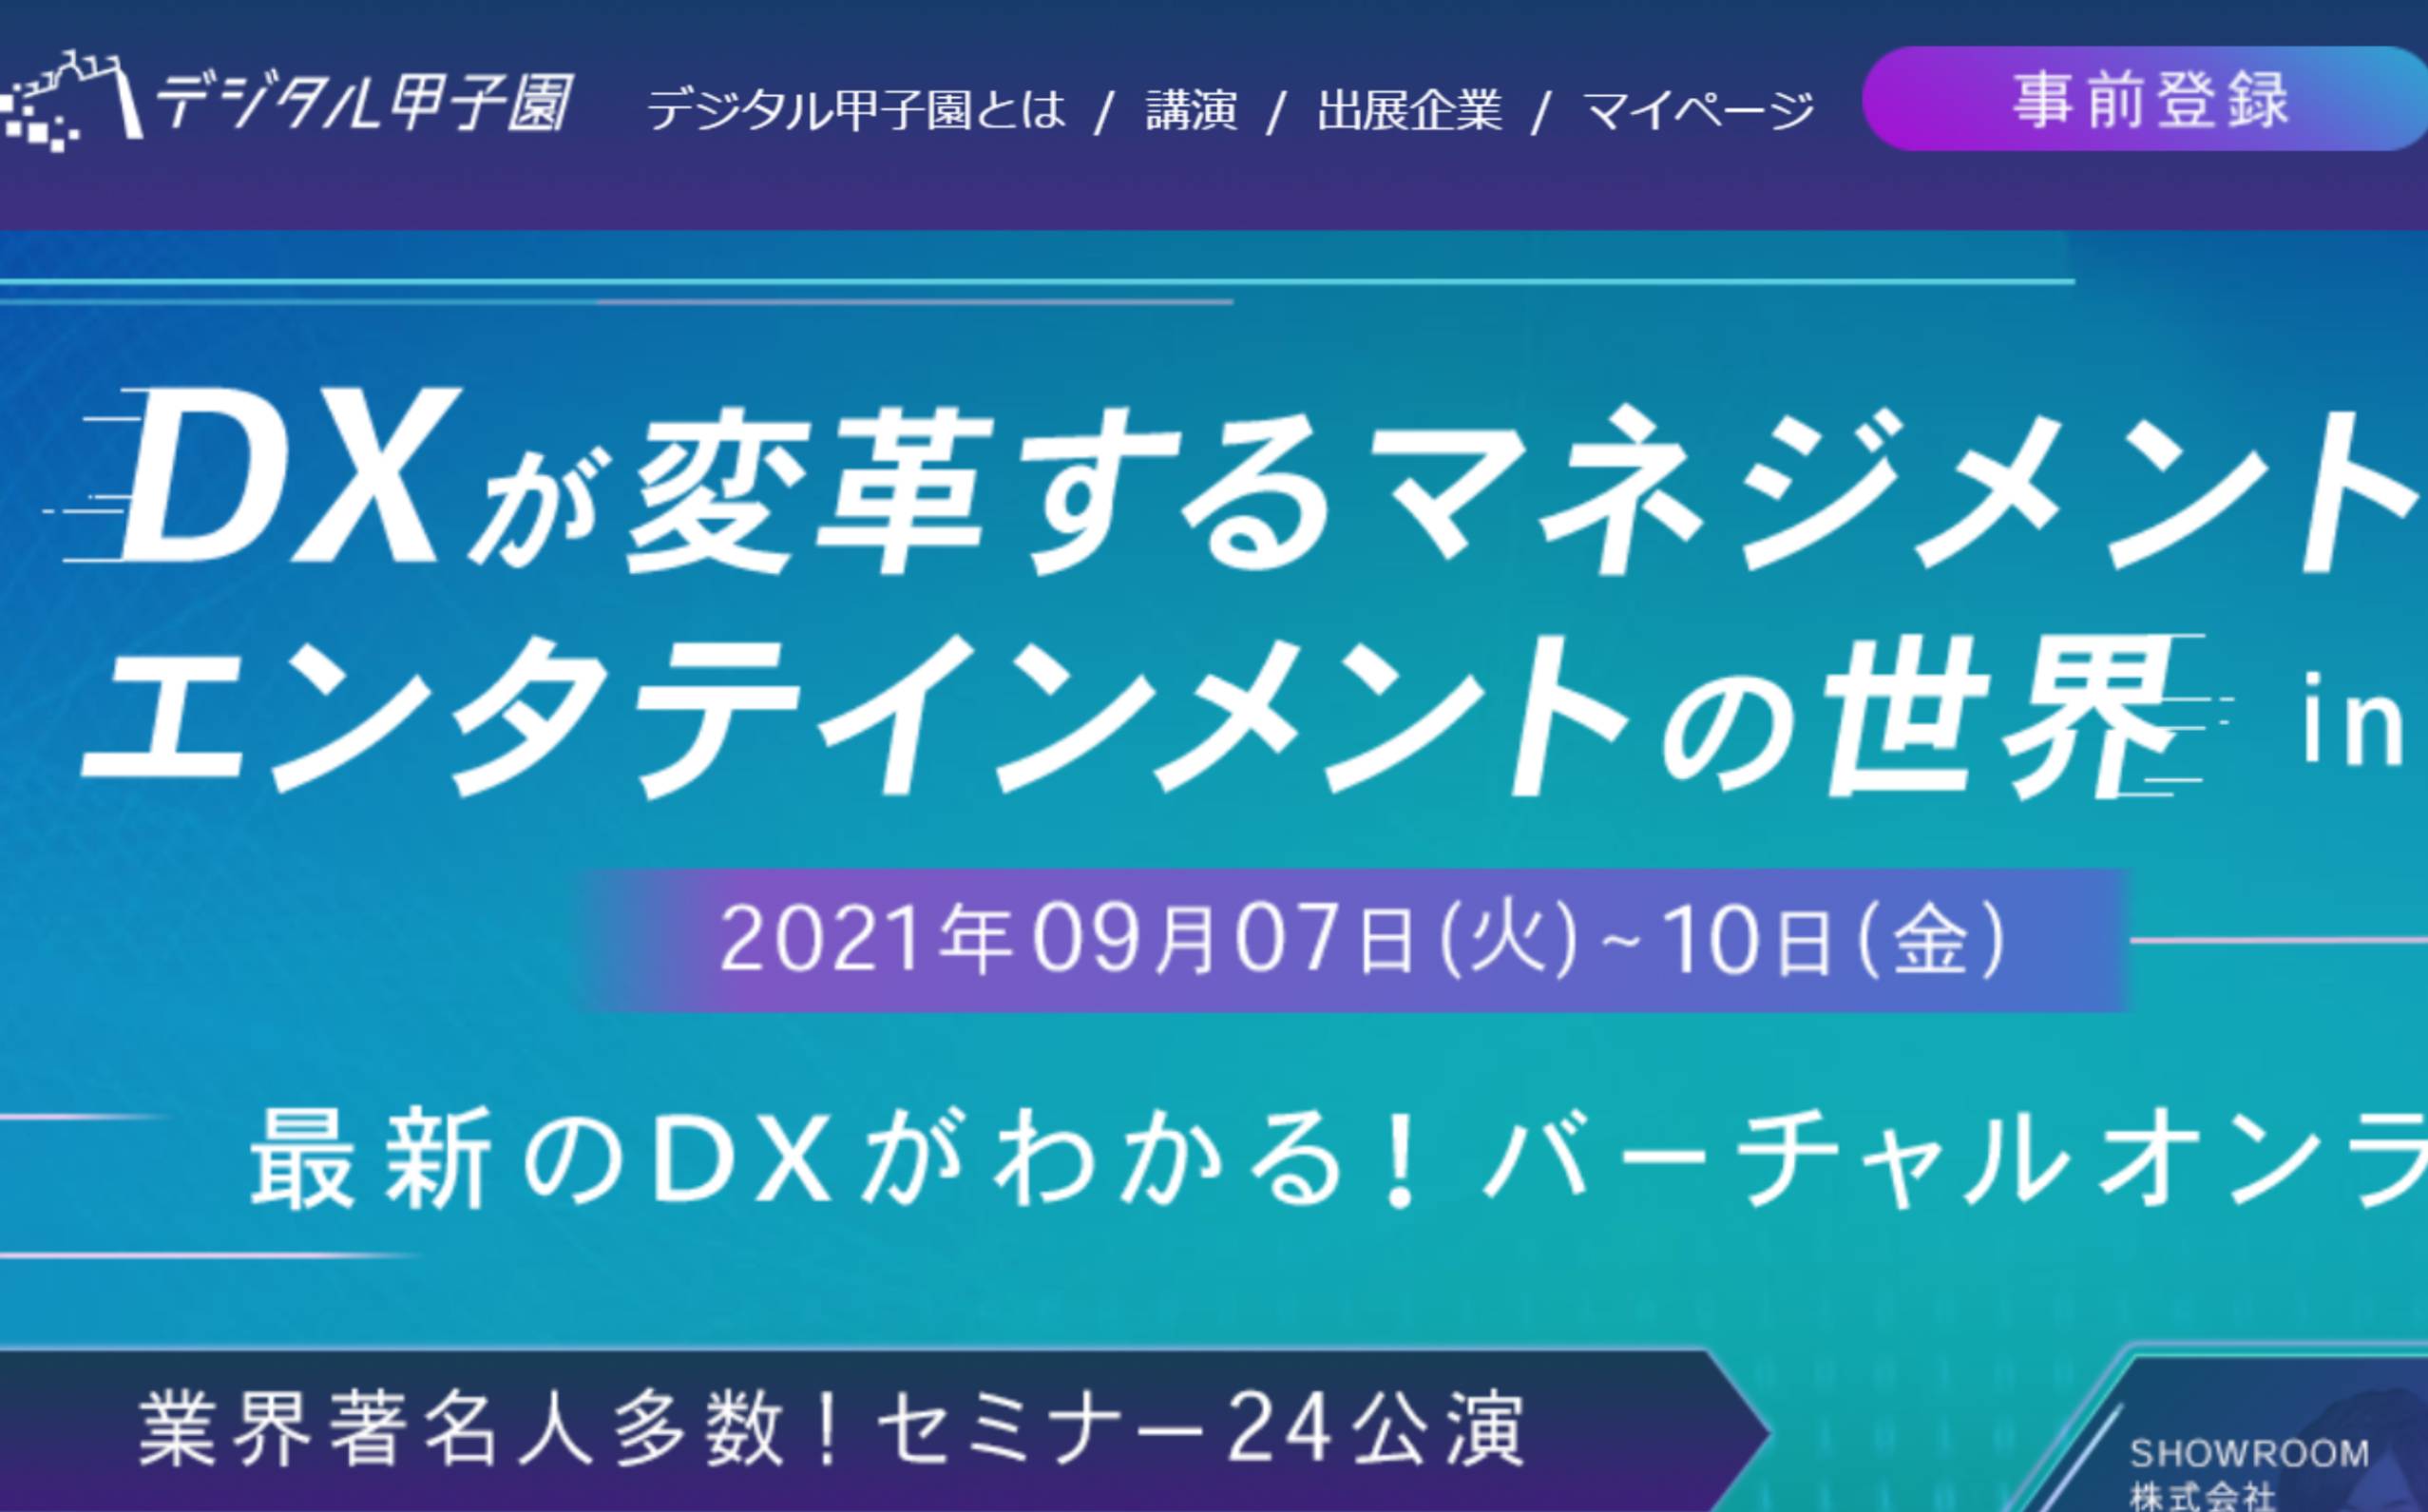 デジタル甲子園
デジタル甲子園とは / 講演 / 出展企業 / マイページ
事前登録
DXが変革するマネジメント
エンタテインメントの世界 in
2021年09月07日(火)~10日(金)
最新のDXがわかる！バーチャルオンラ
業界著名人多数！セミナー24公演
SHOWROOM
株式会社